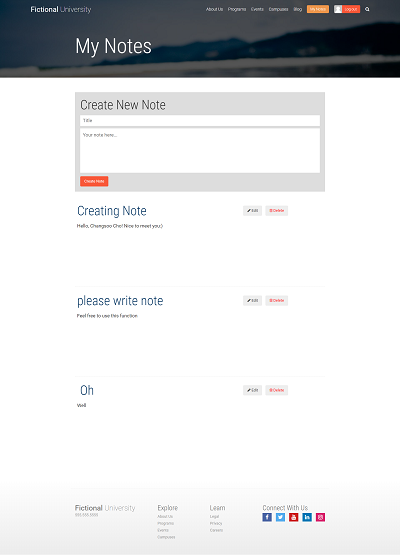 Fictional University
About Us Programs Events Campuses Blog My Notes Log Out
My Notes
Create New Note
Title
Your note here...
Create Note
Creating Note Edit Delete
Hello, Changsoo Cho! Nice to meet you:)
please write note Edit Delete
Feel free to use this function
Oh Edit Delete
Well
Fictional University Explore Learn Connect With Us
555.555.5555
About Us Legal
Programs Privacy
Events Careers
Campuses